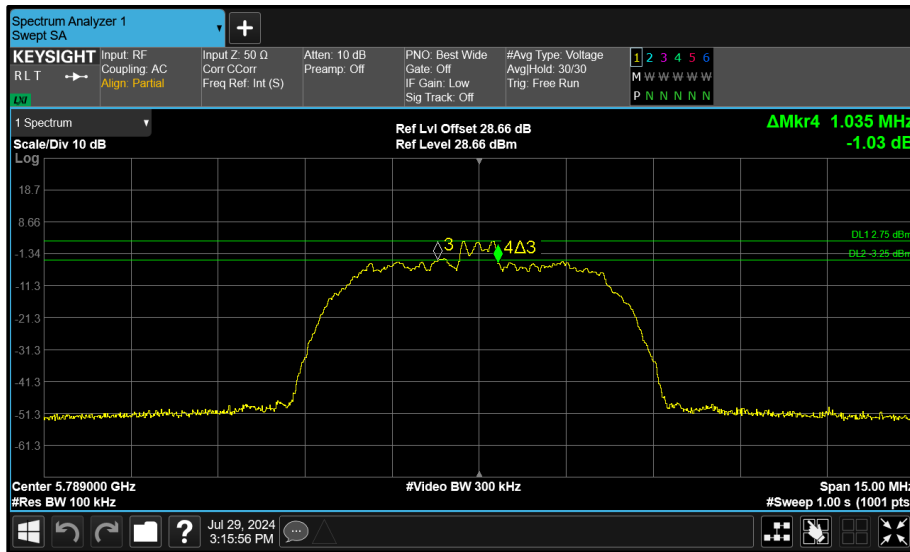 Spectrum Analyzer 1
Swept SA
KEYSIGHT
RLT
LXI
Input: RF
Coupling: AC
Align: Partial
Input Z: 50 Ω
Corr CCorr
Freq Ref: Int (S)
Atten: 10 dB
Preamp: Off
PNO: Best Wide
Gate: Off
IF Gain: Low
Sig Track: Off
#Avg Type: Voltage
Avg|Hold: 30/30
Trig: Free Run
1 2 3 4 5 6
M W W W W W
P N N N N N
1 Spectrum
Scale/Div 10 dB
Ref Lvl Offset 28.66 dB
Ref Level 28.66 dBm
ΔMkr4 1.035 MHz
-1.03 dB
Log
18.7
8.66
-1.34
-11.3
-21.3
-31.3
-41.3
-51.3
-61.3
3
4Δ3
DL1 2.75 dBm
DL2 -3.25 dBm
Center 5.789000 GHz
#Video BW 300 kHz
Span 15.00 MHz
#Res BW 100 kHz
#Sweep 1.00 s (1001 pts)
?
Jul 29, 2024
3:15:56 PM